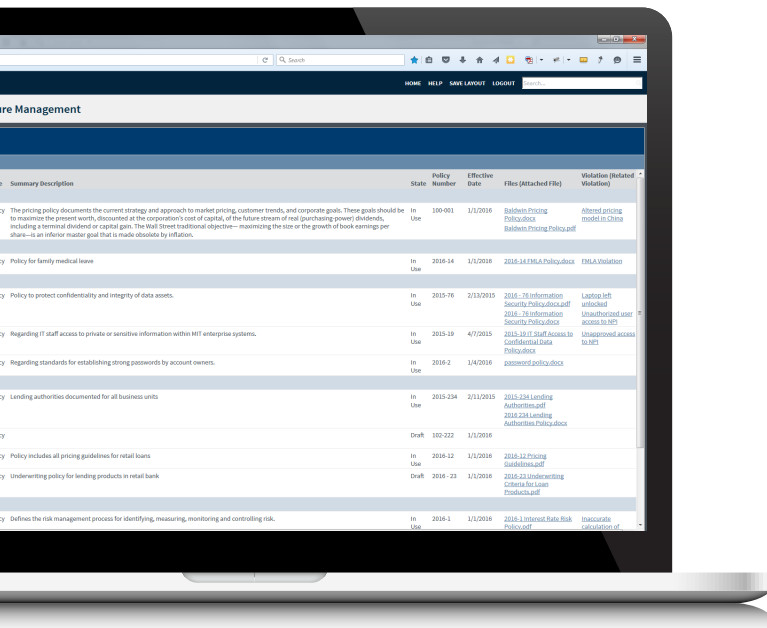 Search
HOME HELP SAVE LAYOUT LOGOUT Search...
ure Management
Policy Effective Violation (Related
e Summary Description State Number Date Files (Attached File) Violation)
cy The pricing policy documents the current strategy and approach to market pricing, customer trends, and corporate goals. These goals should be In 100-001 1/1/2016 Baldwin Pricing Altered pricing
to maximize the present worth, discounted at the corporation's cost of capital, of the future stream of real (purchasing-power) dividends, Use Policy.docx model in China
including a terminal dividend or capital gain. The Wall Street traditional objective— maximizing the size or the growth of book earnings per Baldwin Pricing Policy.pdf
share—is an inferior master goal that is made obsolete by inflation.
cy Policy for family medical leave In 2016-14 1/1/2016 2016-14 FMLA Policy.docx FMLA Violation
Use
cy Policy to protect confidentiality and integrity of data assets. In 2015-76 2/13/2015 2016 - 76 Information Laptop left
Use Security Policy.docx.pdf unlocked
2016 - 76 Information Unauthorized user
Security Policy.docx access to NPI
cy Regarding IT staff access to private or sensitive information within MIT enterprise systems. In 2015-19 4/7/2015 2015-19 IT Staff Access to Unapproved access
Use Confidential Data to NPI
Policy.docx
cy Regarding standards for establishing strong passwords by account owners. In 2016-2 1/4/2016 password policy.docx
Use
cy Lending authorities documented for all business units In 2015-234 2/11/2015 2015-234 Lending
Use Authorities.pdf
2016 234 Lending
Authorities Policy.docx
cy Draft 102-222 1/1/2016
cy Policy includes all pricing guidelines for retail loans In 2016-12 1/1/2016 2016-12 Pricing
Use Guidelines.pdf
cy Underwriting policy for lending products in retail bank Draft 2016 - 23 1/1/2016 2016-23 Underwriting
Criteria for Loan
Products.pdf
cy Defines the risk management process for identifying, measuring, monitoring and controlling risk. In 2016-1 1/1/2016 2016-1 Interest Rate Risk Inaccurate
Use Policy.pdf calculation of